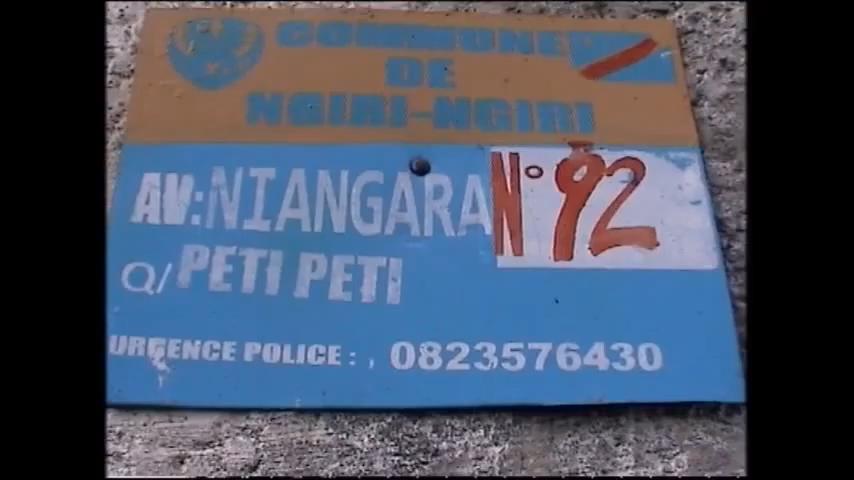 COMMUNE
DE
NGIRI-NGIRI
AV: NIANGARA N° 92
Q/ PETI PETI
URGENCE POLICE : 0823576430